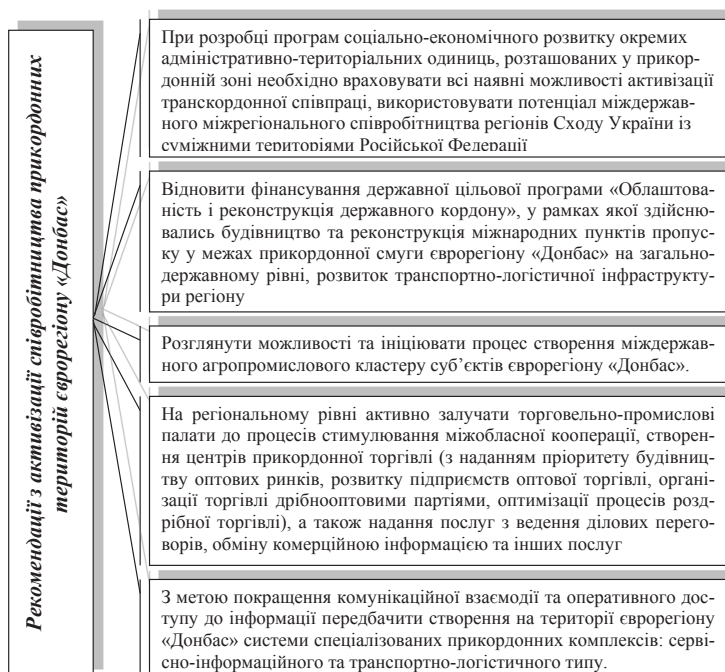 Рекомендації з активізації співробітництва прикордонних
територій єврорегіону «Донбас»
При розробці програм соціально-економічного розвитку окремих
адміністративно-територіальних одиниць, розташованих у прикор-
донній зоні необхідно враховувати всі наявні можливості активізації
транскордонної співпраці, використовувати потенціал міждержав-
ного міжрегіонального співробітництва регіонів Сходу України із
суміжними територіями Російської Федерації
Відновити фінансування державної цільової програми «Облаштова-
ність і реконструкція державного кордону», у рамках якої здійсню-
вались будівництво та реконструкція міжнародних пунктів пропус-
ку у межах прикордонної смуги єврорегіону «Донбас» на загально-
державному рівні, розвиток транспортно-логістичної інфраструкту-
ри регіону
Розглянути можливості та ініціювати процес створення міждержав-
ного агропромислового кластеру суб’єктів єврорегіону «Донбас».
На регіональному рівні активно залучати торговельно-промислові
палати до процесів стимулювання міжобласної кооперації, створен-
ня центрів прикордонної торгівлі (з наданням пріоритету будівниц-
тву оптових ринків, розвитку підприємств оптової торгівлі, органі-
зації торгівлі дрібнооптовими партіями, оптимізації процесів розд-
рібної торгівлі), а також надання послуг з ведення ділових перего-
ворів, обміну комерційною інформацією та інших послуг
З метою покращення комунікаційної взаємодії та оперативного дос-
тупу до інформації передбачити створення на території єврорегіону
«Донбас» системи спеціалізованих прикордонних комплексів: серві-
сно-інформаційного та транспортно-логістичного типу.